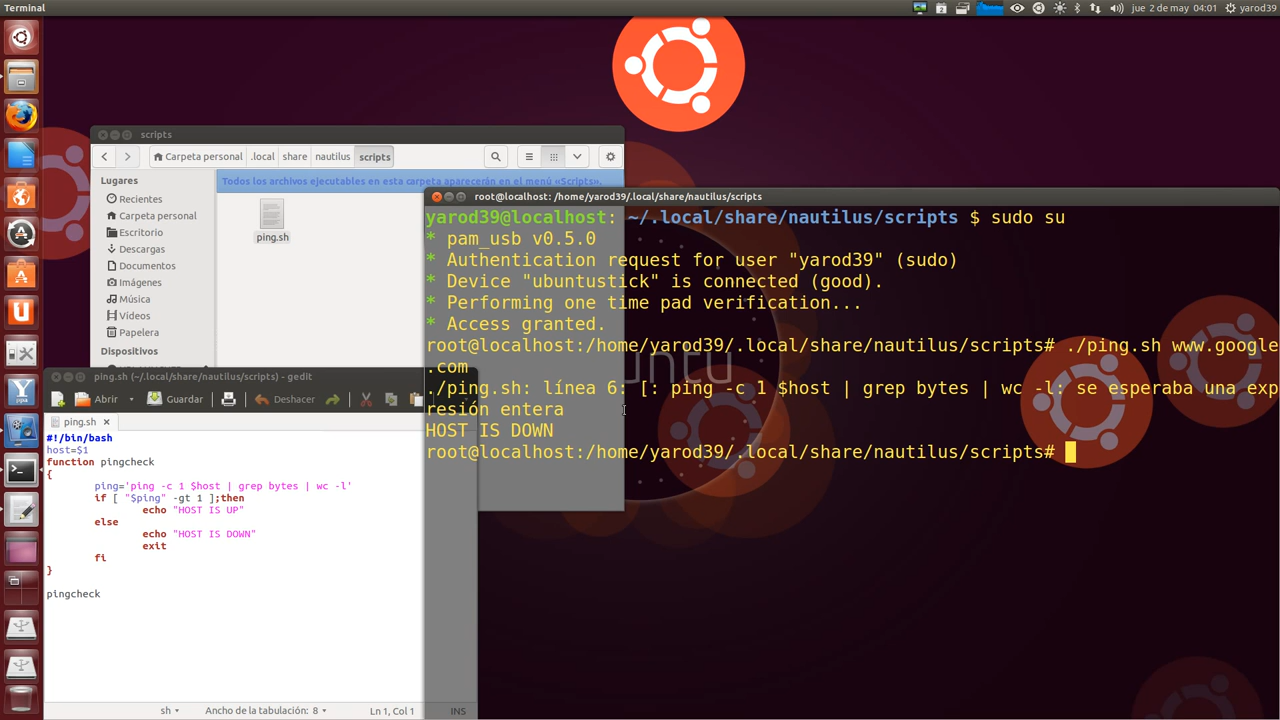 Terminal
2
jue 2 de may 04:01
yarod39
scripts
Carpeta personal
.local
share
nautilus
scripts
Lugares
Recientes
Carpeta personal
Escritorio
Descargas
Documentos
Imágenes
Música
Vídeos
Papelera
Dispositivos
Todos los archivos ejecutables en esta carpeta aparecerán en el menú «Scripts».
ping.sh
root@localhost: /home/yarod39/.local/share/nautilus/scripts
yarod39@localhost: ~/.local/share/nautilus/scripts $ sudo su
* pam_usb v0.5.0
* Authentication request for user "yarod39" (sudo)
* Device "ubuntustick" is connected (good).
* Performing one time pad verification...
* Access granted.
root@localhost:/home/yarod39/.local/share/nautilus/scripts# ./ping.sh www.google
.com
./ping.sh: línea 6: [: ping -c 1 $host | grep bytes | wc -l: se esperaba una exp
resión entera
HOST IS DOWN
root@localhost:/home/yarod39/.local/share/nautilus/scripts#
ping.sh (~/.local/share/nautilus/scripts) - gedit
Abrir
Guardar
Deshacer
ping.sh
#!/bin/bash
host=$1
function pingcheck
{
ping='ping -c 1 $host | grep bytes | wc -l'
if [ "$ping" -gt 1 ];then
echo "HOST IS UP"
else
echo "HOST IS DOWN"
exit
fi
}
pingcheck
sh
Ancho de la tabulación: 8
Ln 1, Col 1
INS